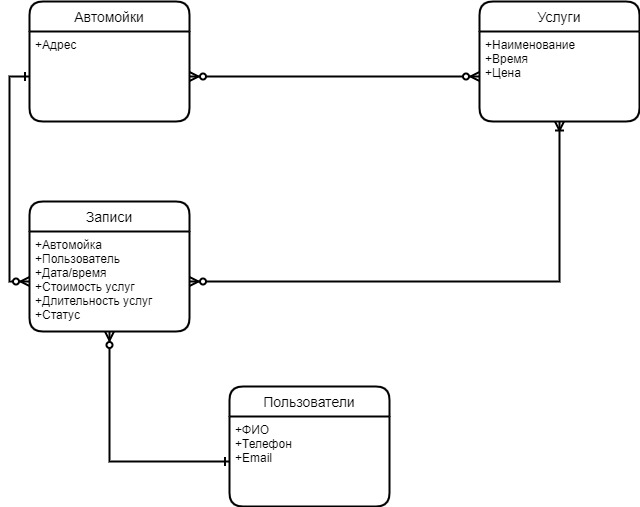 Автомойки
+Адрес
Услуги
+Наименование
+Время
+Цена
Записи
+Автомойка
+Пользователь
+Дата/время
+Стоимость услуг
+Длительность услуг
+Статус
Пользователи
+ФИО
+Телефон
+Email